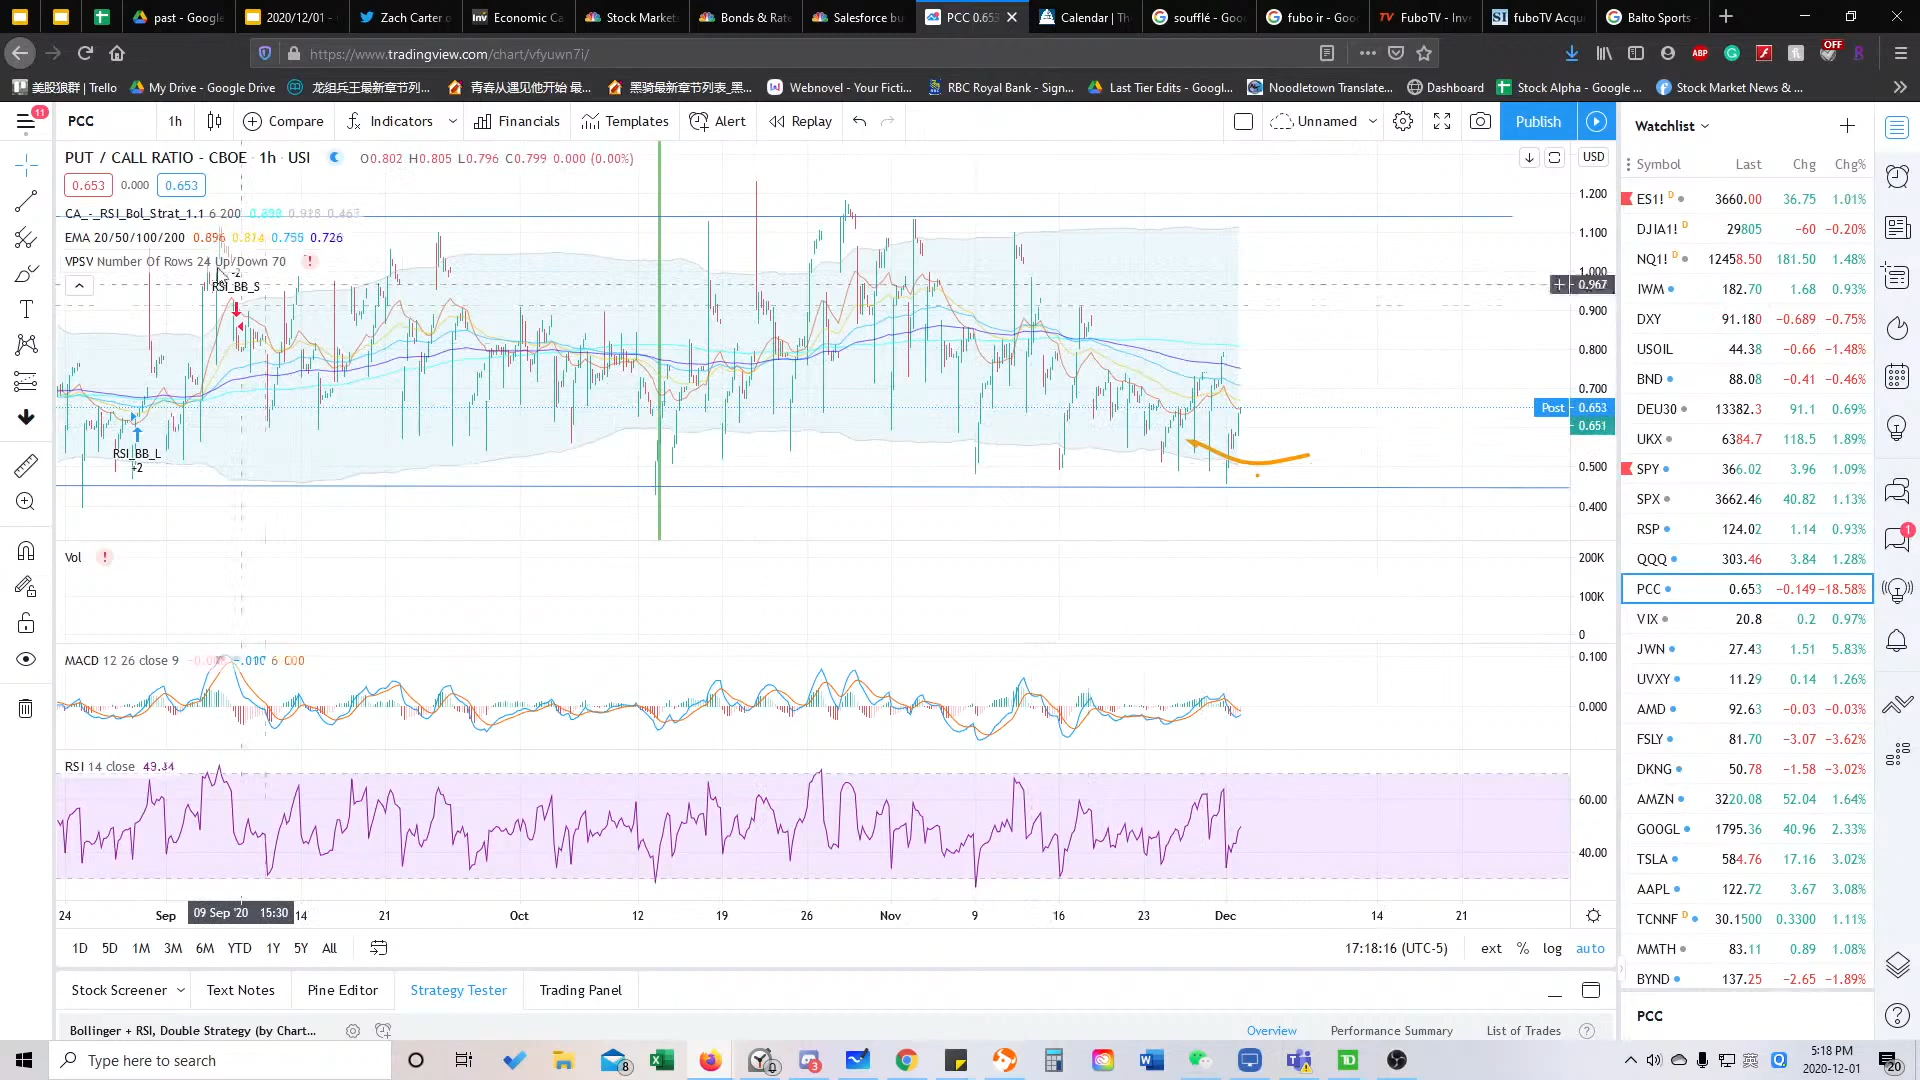 past - Google
2020/12/01 -
Zach Carter o
Economic Ca
Stock Market
Bonds & Rate
Salesforce bu
PCC 0.653
Calendar | Th
soufflé - Goo
fubo ir - Goo
FuboTV - Inve
fuboTV Acqu
Balto Sports -
https://www.tradingview.com/chart/vfyuwn7i/
OFF
美股狼群 | Trello
My Drive - Google Drive
龙组兵王最新章节列...
青春从遇见他开始 最...
黑骑最新章节列表_黑...
Webnovel - Your Ficti...
RBC Royal Bank - Sign...
Last Tier Edits - Googl...
Noodletown Translate...
Dashboard
Stock Alpha - Google ...
Stock Market News & ...
11
PCC
1h
Compare
Indicators
Financials
Templates
Alert
Replay
Unnamed
Publish
PUT / CALL RATIO - CBOE · 1h · USI
O0.802 H0.805 L0.796 C0.799 0.000 (0.00%)
0.653 0.000 0.653
CA_-_RSI_Bol_Strat_1.1 6 200
EMA 20/50/100/200 0.896 0.814 0.755 0.726
VPSV Number Of Rows 24 Up/Down 70
-2
RSI_BB_S
RSI_BB_L
+2
USD
1.200
1.100
1.000
0.967
0.900
0.800
0.700
Post 0.653
0.651
0.500
0.400
Vol
200K
100K
0
MACD 12 26 close 9
0.100
0.000
RSI 14 close 49.34
60.00
40.00
24 Sep 09 Sep '20 15:30 14 21 Oct 12 19 26 Nov 9 16 23 Dec 14 21
1D 5D 1M 3M 6M YTD 1Y 5Y All
17:18:16 (UTC-5) ext % log auto
Stock Screener Text Notes Pine Editor Strategy Tester Trading Panel
Bollinger + RSI, Double Strategy (by Chart...
Overview Performance Summary List of Trades
Watchlist
Symbol Last Chg Chg%
ES1! D 3660.00 36.75 1.01%
DJIA1! D 29805 -60 -0.20%
NQ1! D 12458.50 181.50 1.48%
IWM 182.70 1.68 0.93%
DXY 91.180 -0.689 -0.75%
USOIL 44.38 -0.66 -1.48%
BND 88.08 -0.41 -0.46%
DEU30 13382.3 91.1 0.69%
UKX 6384.7 118.5 1.89%
SPY 366.02 3.96 1.09%
SPX 3662.46 40.82 1.13%
RSP 124.02 1.14 0.93%
QQQ 303.46 3.84 1.28%
PCC 0.653 -0.149 -18.58%
VIX 20.8 0.2 0.97%
JWN 27.43 1.51 5.83%
UVXY 11.29 0.14 1.26%
AMD 92.63 -0.03 -0.03%
FSLY 81.70 -3.07 -3.62%
DKNG 50.78 -1.58 -3.02%
AMZN 3220.08 52.04 1.64%
GOOGL 1795.36 40.96 2.33%
TSLA 584.76 17.16 3.02%
AAPL 122.72 3.67 3.08%
TCNNF D 30.1500 0.3300 1.11%
MMTH 83.11 0.89 1.08%
BYND 137.25 -2.65 -1.89%
PCC
1
Type here to search
8
3
英
5:18 PM
2020-12-01
20